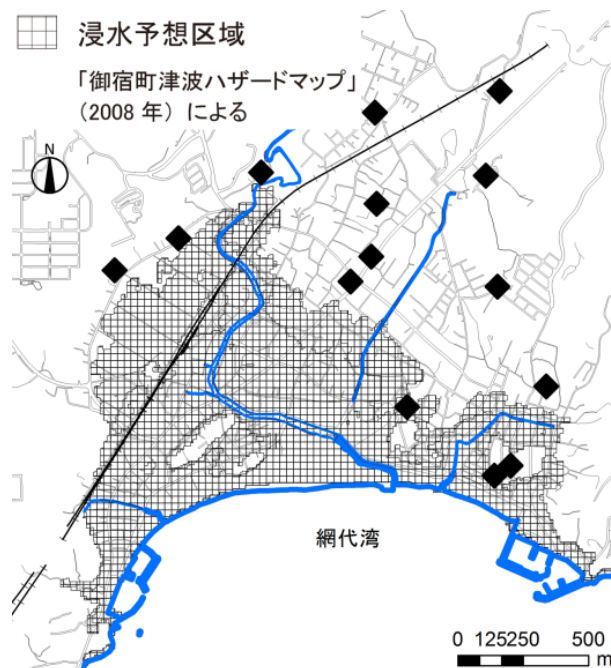 浸水予想区域
「御宿町津波ハザードマップ」
(2008 年) による
N
網代湾
0 125250 500
m